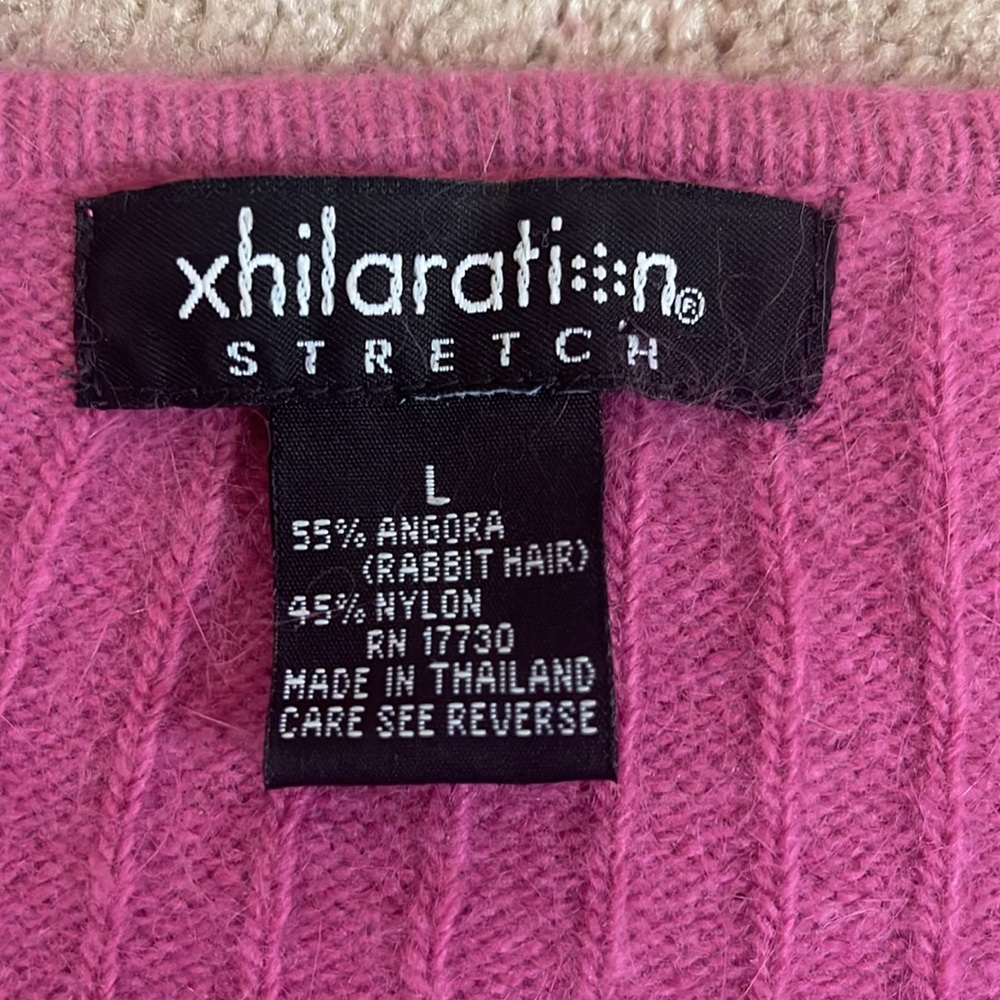 xhilaration®
STRETCH
L
55% ANGORA
(RABBIT HAIR)
45% NYLON
RN 17730
MADE IN THAILAND
CARE SEE REVERSE